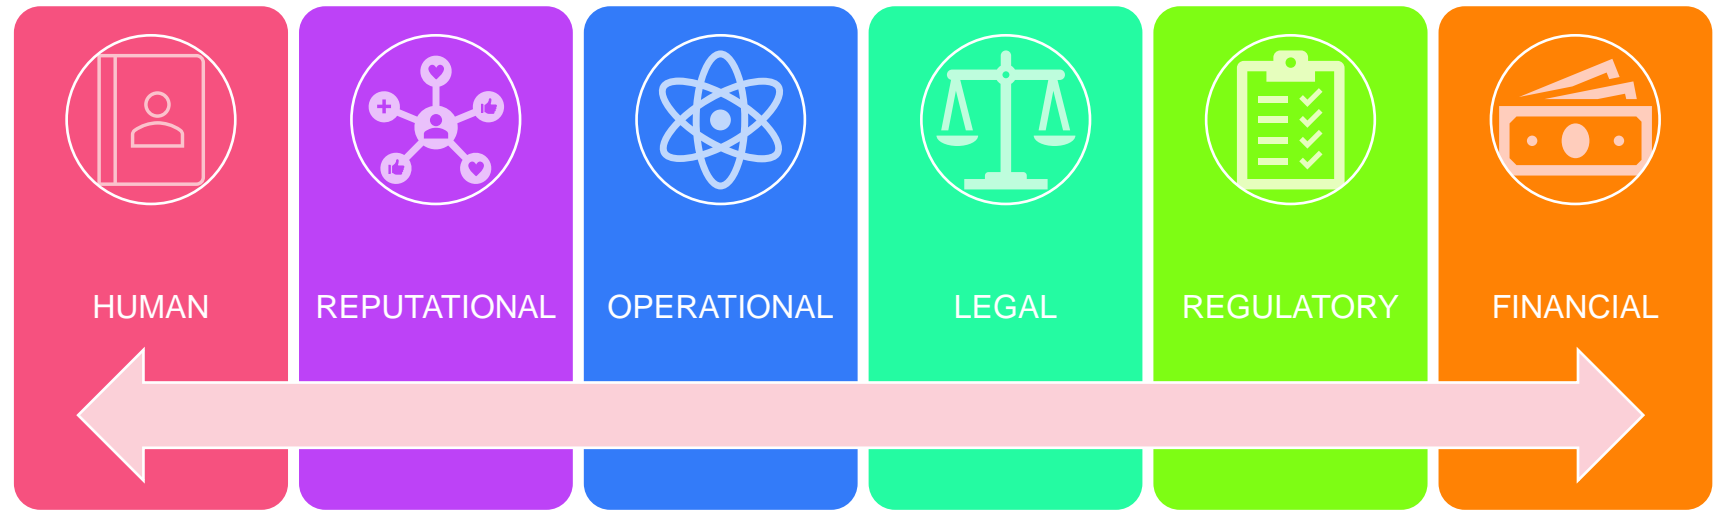 HUMAN
REPUTATIONAL
OPERATIONAL
LEGAL
REGULATORY
FINANCIAL